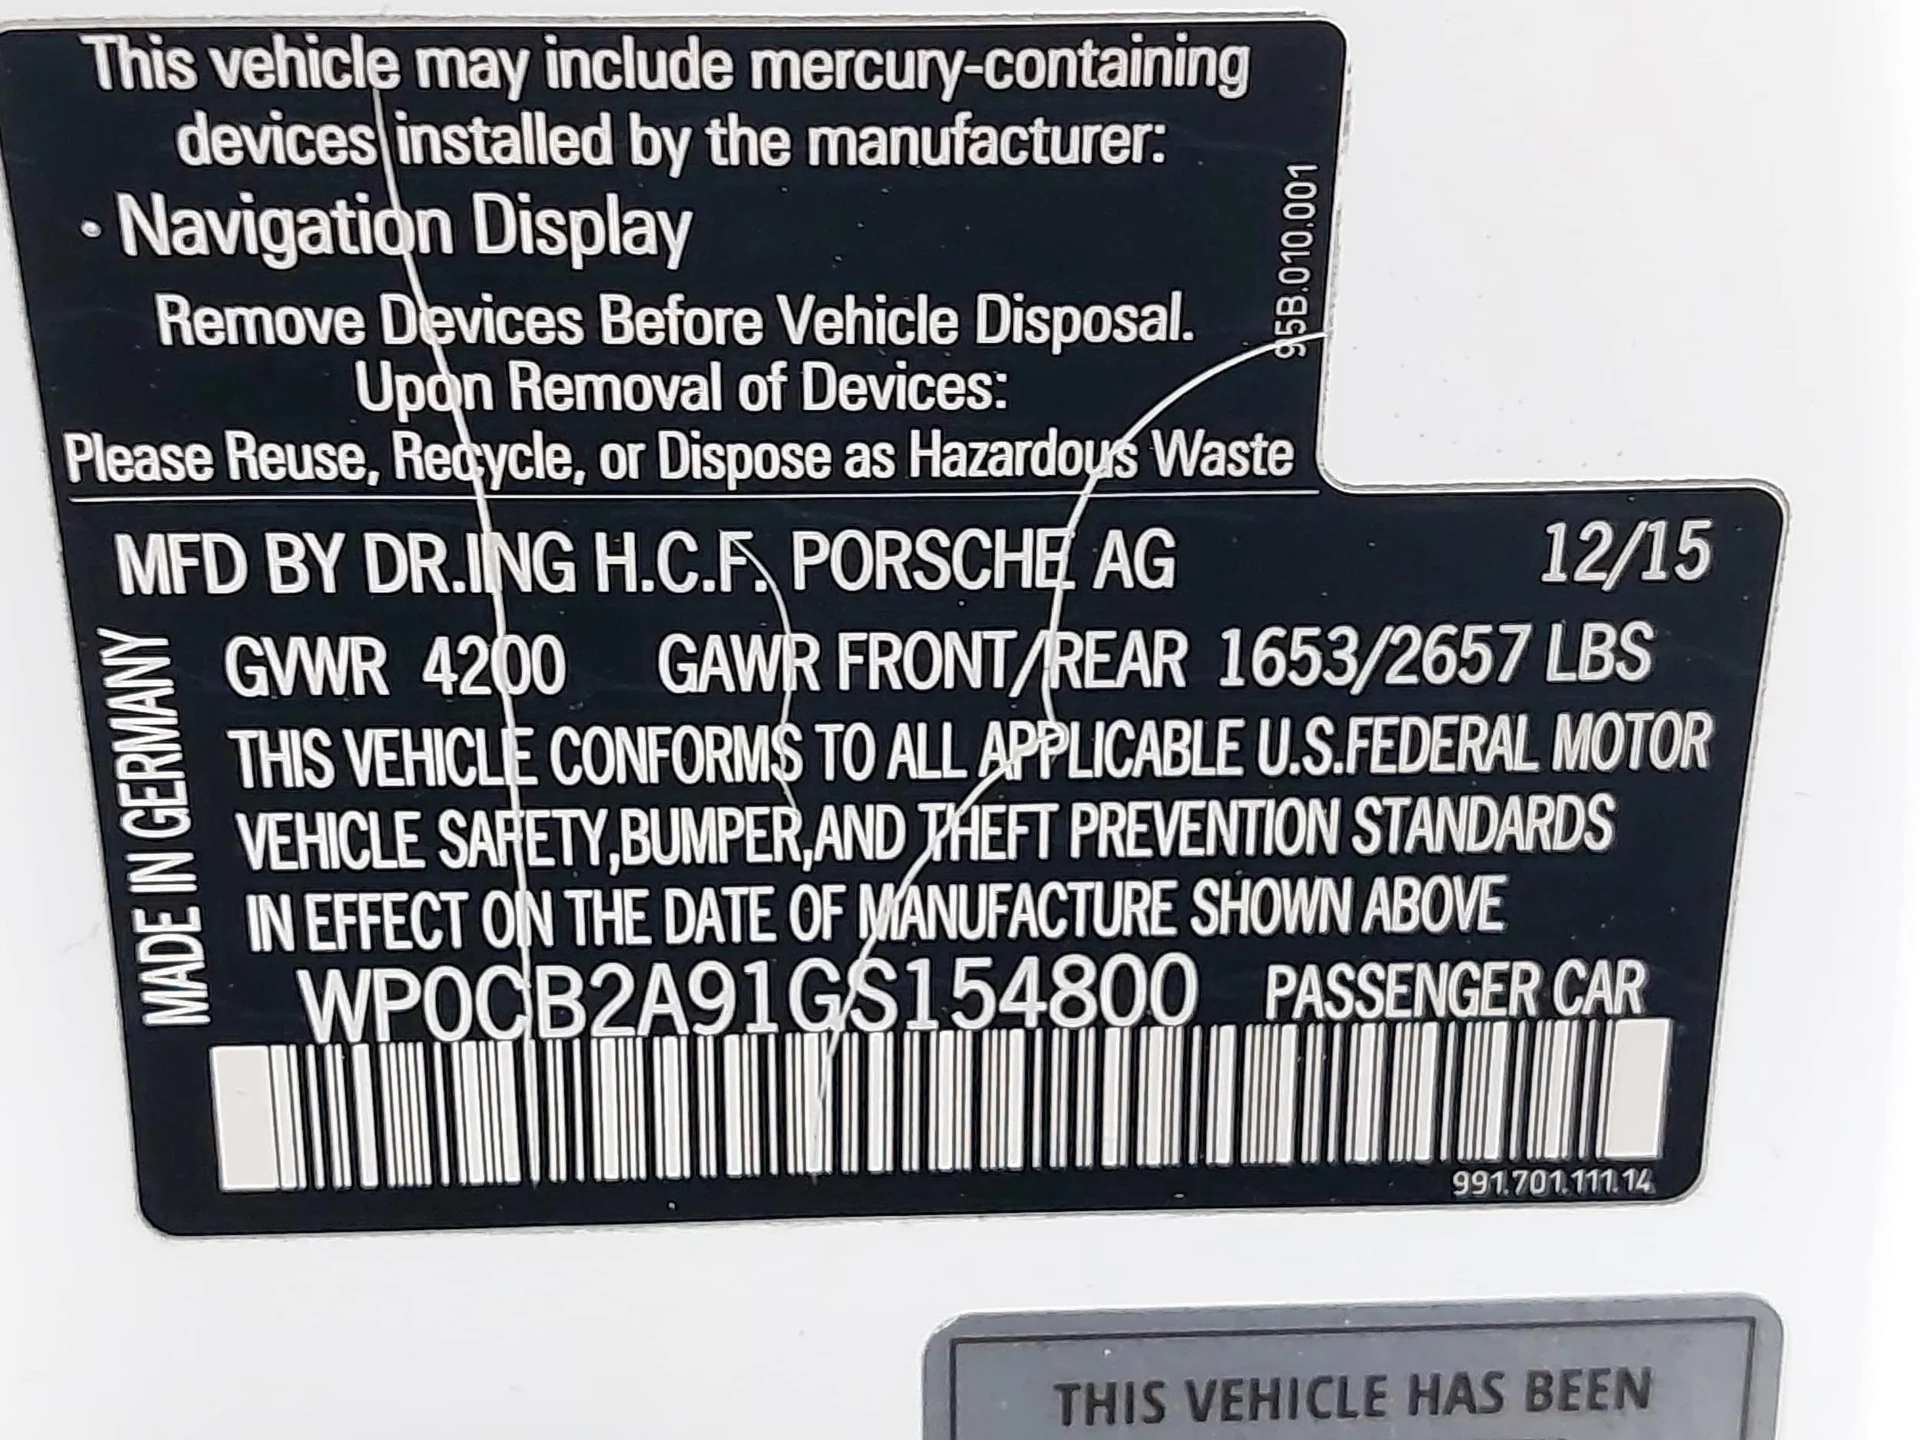 This vehicle may include mercury-containing
devices installed by the manufacturer:
• Navigation Display
Remove Devices Before Vehicle Disposal.
Upon Removal of Devices:
Please Reuse, Recycle, or Dispose as Hazardous Waste
95B.010.001
MFD BY DR.ING H.C.F. PORSCHE AG 12/15
GVWR 4200 GAWR FRONT/REAR 1653/2657 LBS
THIS VEHICLE CONFORMS TO ALL APPLICABLE U.S.FEDERAL MOTOR
VEHICLE SAFETY,BUMPER,AND THEFT PREVENTION STANDARDS
IN EFFECT ON THE DATE OF MANUFACTURE SHOWN ABOVE
WP0CB2A91GS154800 PASSENGER CAR
MADE IN GERMANY
991.701.111.14
THIS VEHICLE HAS BEEN